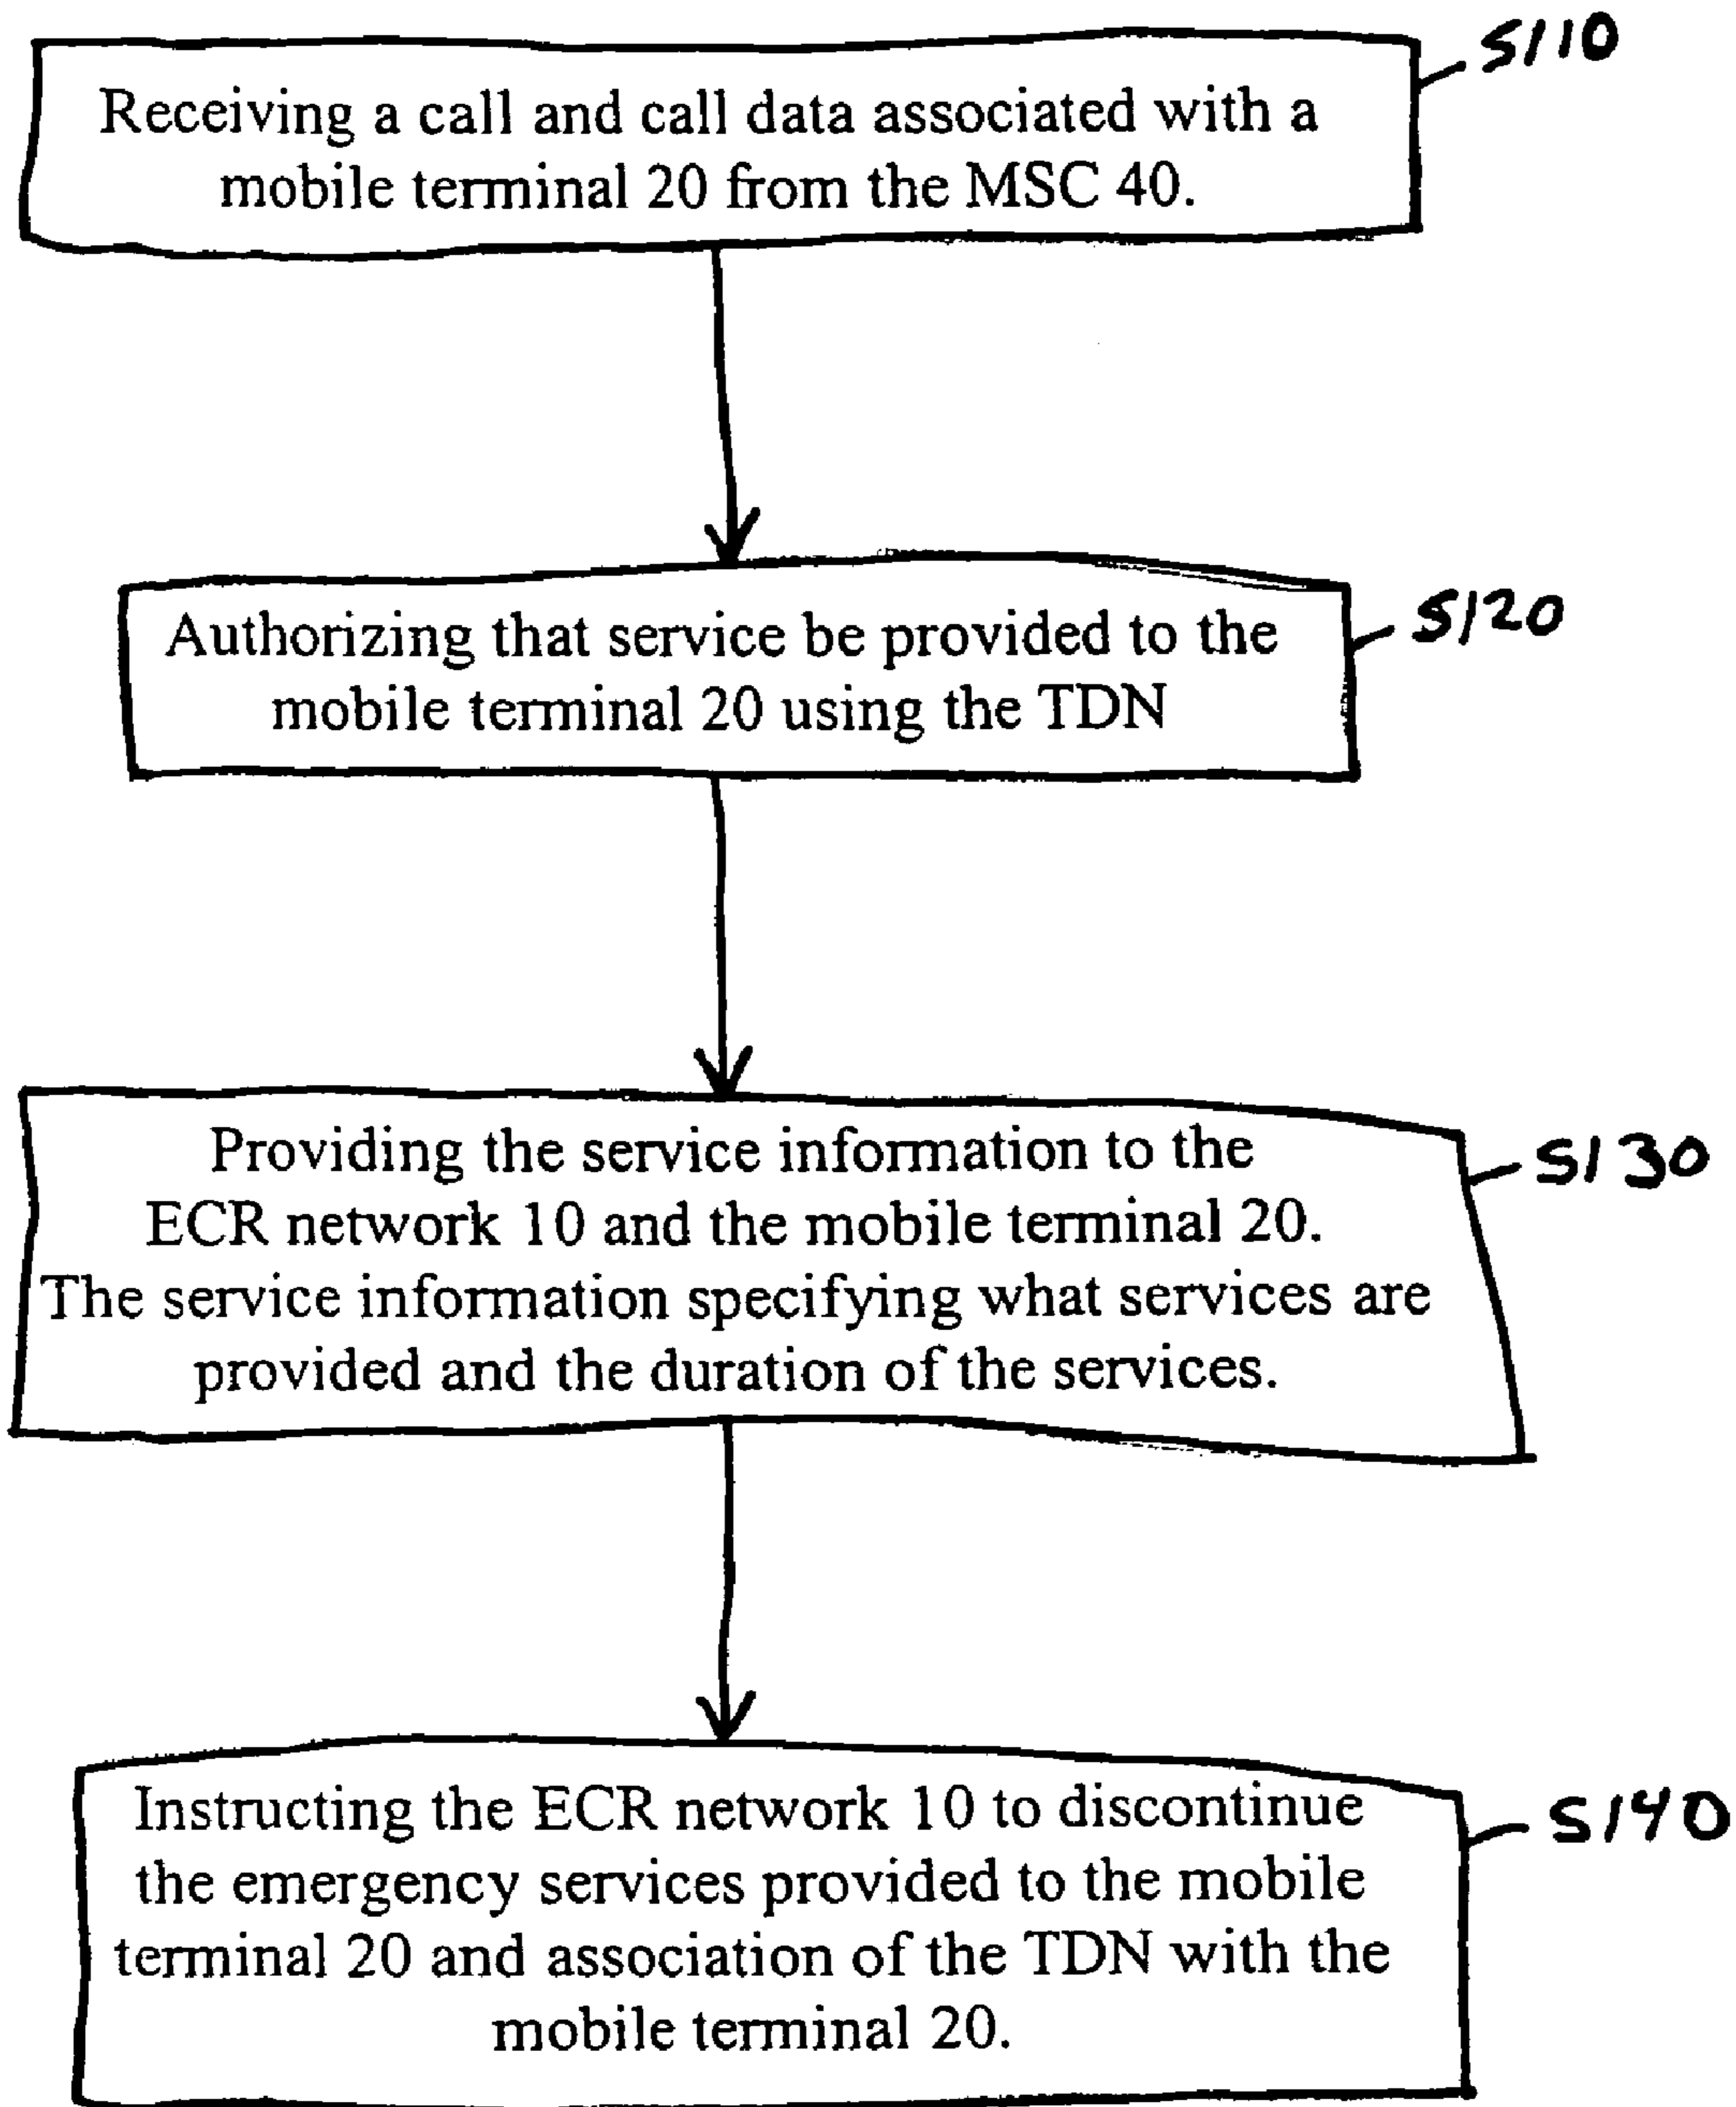 S110
Receiving a call and call data associated with a
mobile terminal 20 from the MSC 40.
S120
Authorizing that service be provided to the
mobile terminal 20 using the TDN
S130
Providing the service information to the
ECR network 10 and the mobile terminal 20.
The service information specifying what services are
provided and the duration of the services.
S140
Instructing the ECR network 10 to discontinue
the emergency services provided to the mobile
terminal 20 and association of the TDN with the
mobile terminal 20.